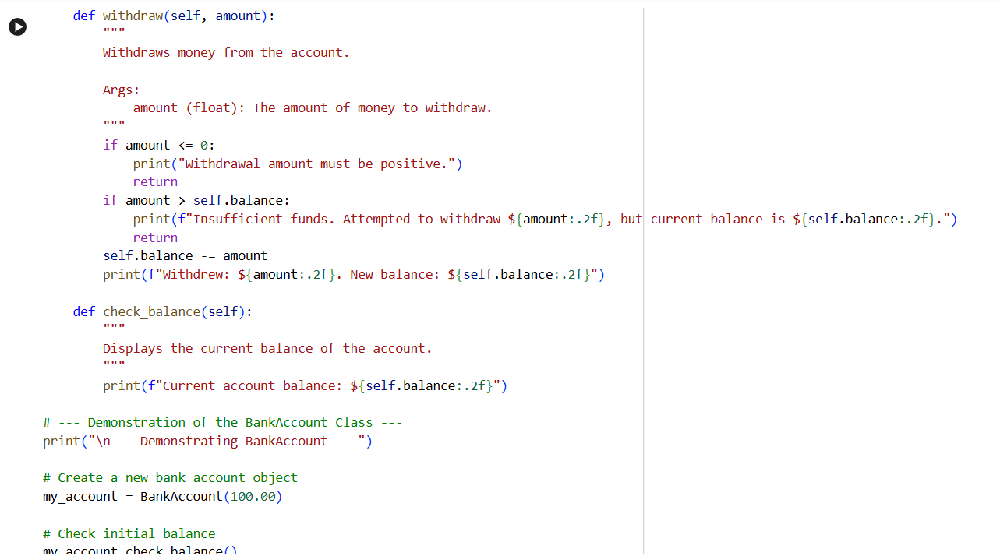 def withdraw(self, amount):
        """
        Withdraws money from the account.

        Args:
            amount (float): The amount of money to withdraw.
        """
        if amount <= 0:
            print("Withdrawal amount must be positive.")
            return
        if amount > self.balance:
            print(f"Insufficient funds. Attempted to withdraw ${amount:.2f}, but current balance is ${self.balance:.2f}.")
            return
        self.balance -= amount
        print(f"Withdrew: ${amount:.2f}. New balance: ${self.balance:.2f}")

    def check_balance(self):
        """
        Displays the current balance of the account.
        """
        print(f"Current account balance: ${self.balance:.2f}")

# --- Demonstration of the BankAccount Class ---
print("\n--- Demonstrating BankAccount ---")

# Create a new bank account object
my_account = BankAccount(100.00)

# Check initial balance
my_account.check_balance()